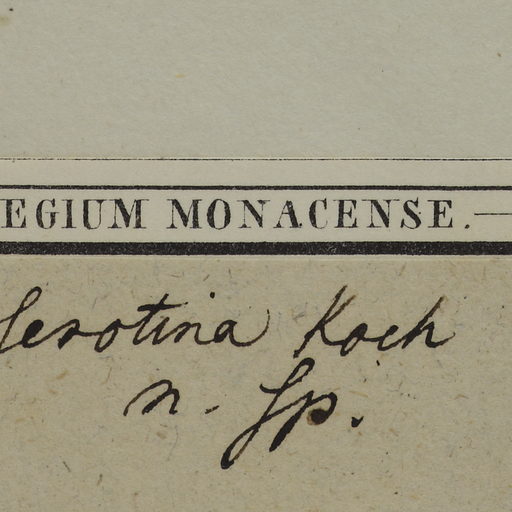 EGIUM MONACENSE.
serotina Koch
n. Sp.